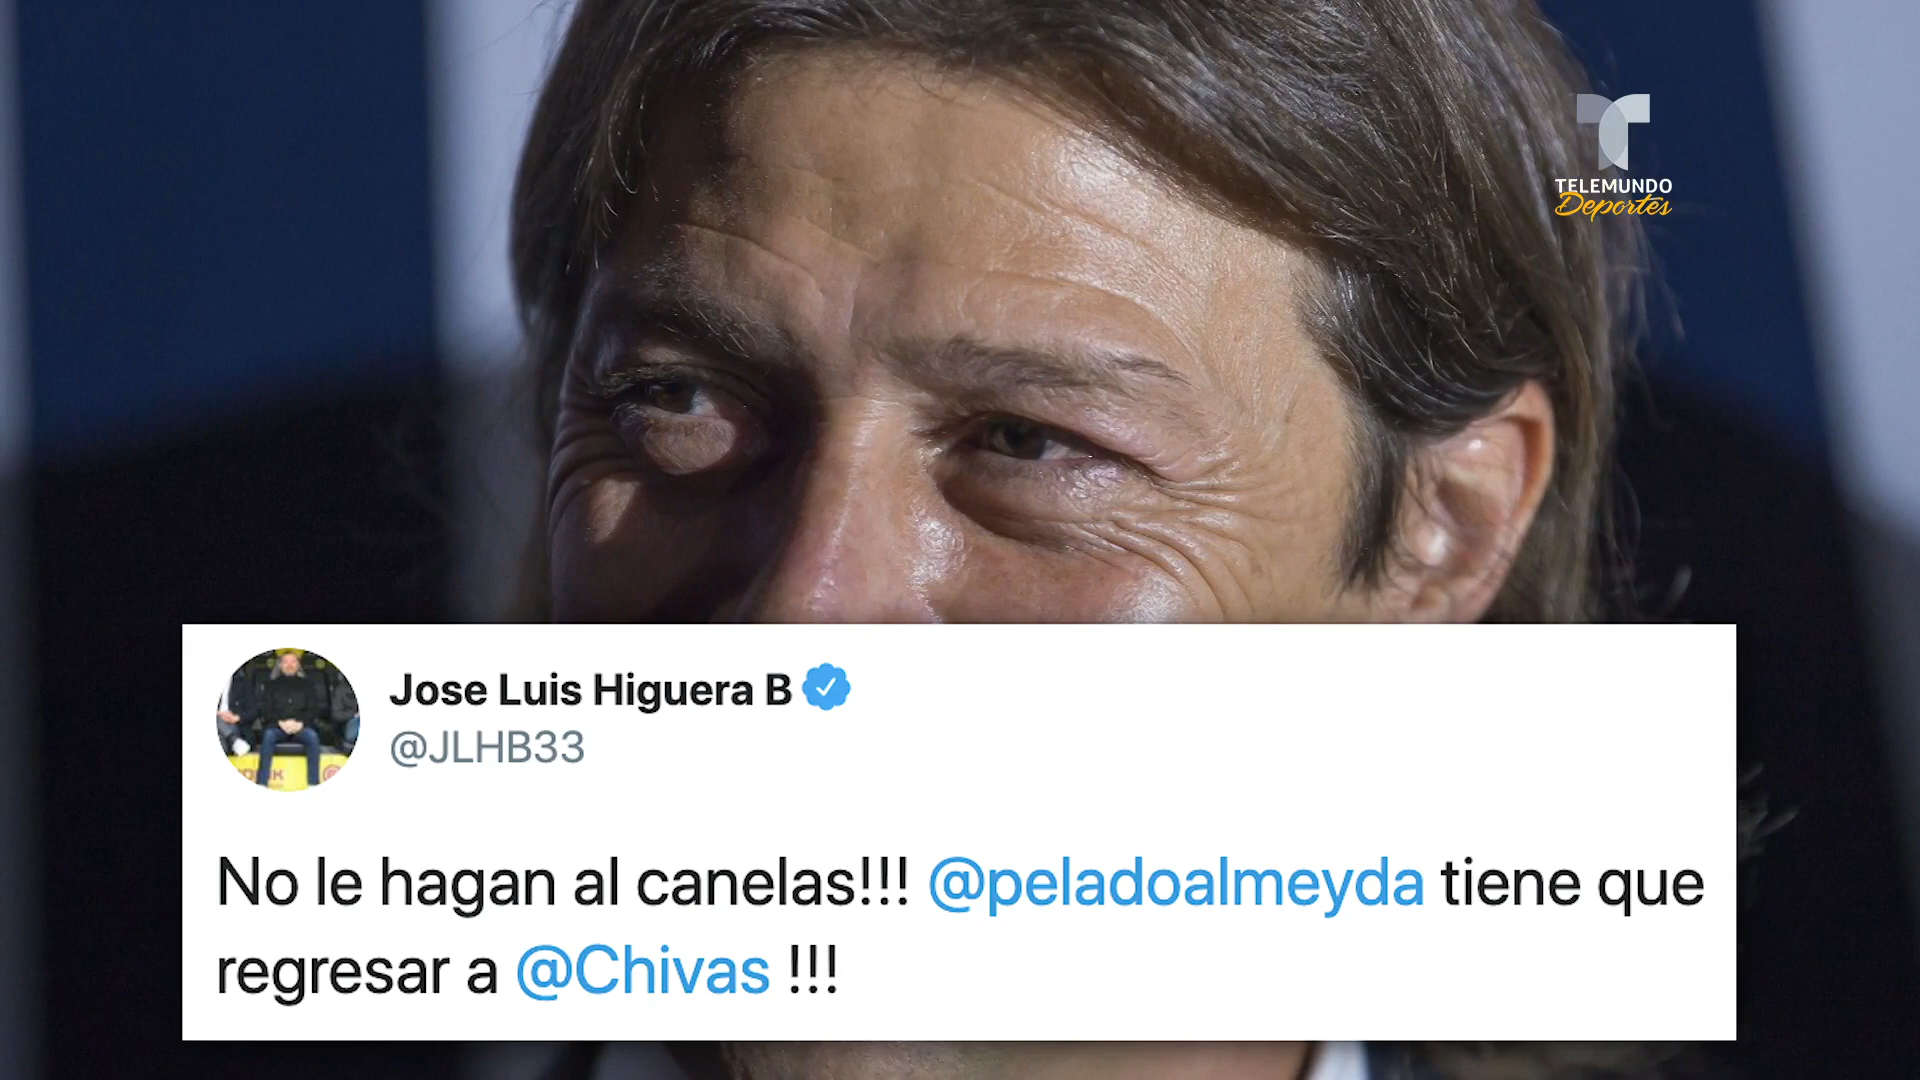 TELEMUNDO
Deportes
Jose Luis Higuera B
@JLHB33
No le hagan al canelas!!! @peladoalmeyda tiene que
regresar a @Chivas !!!